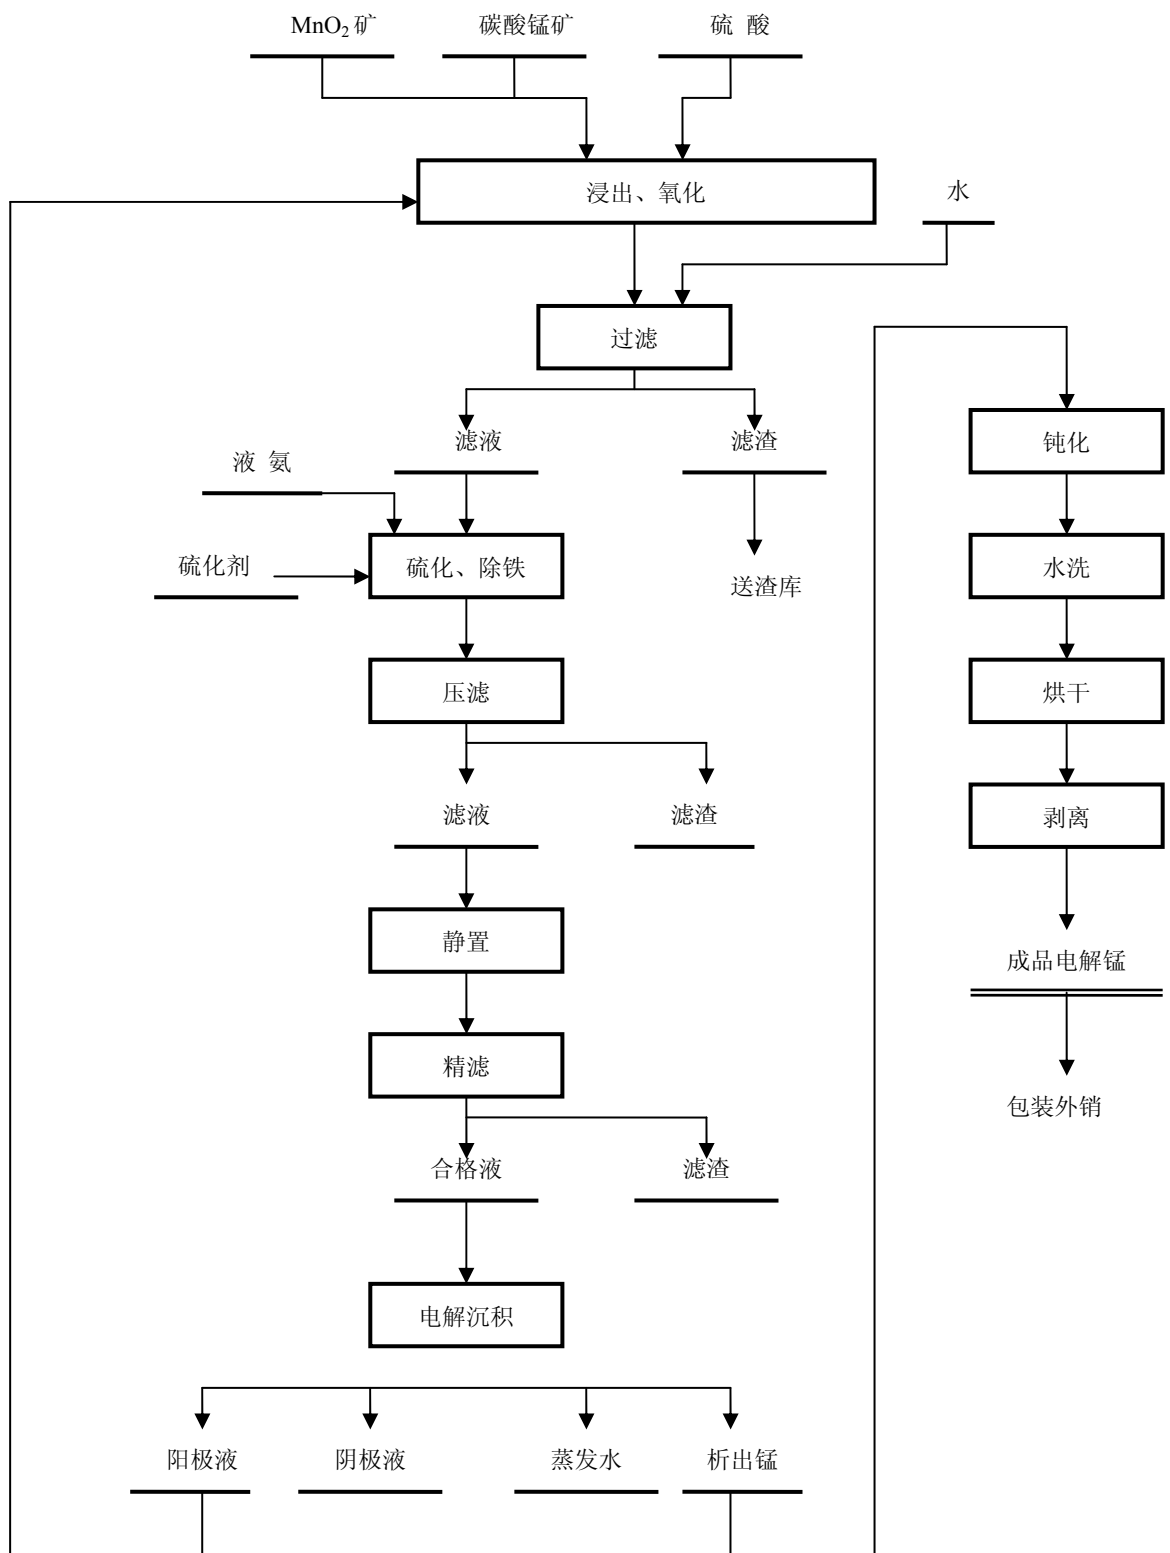 MnO₂矿
碳酸锰矿
硫 酸
浸出、氧化
水
过滤
滤液
滤渣
钝化
液 氨
硫化剂
硫化、除铁
送渣库
水洗
压滤
烘干
滤液
滤渣
剥离
静置
成品电解锰
精滤
包装外销
合格液
滤渣
电解沉积
阳极液
阴极液
蒸发水
析出锰